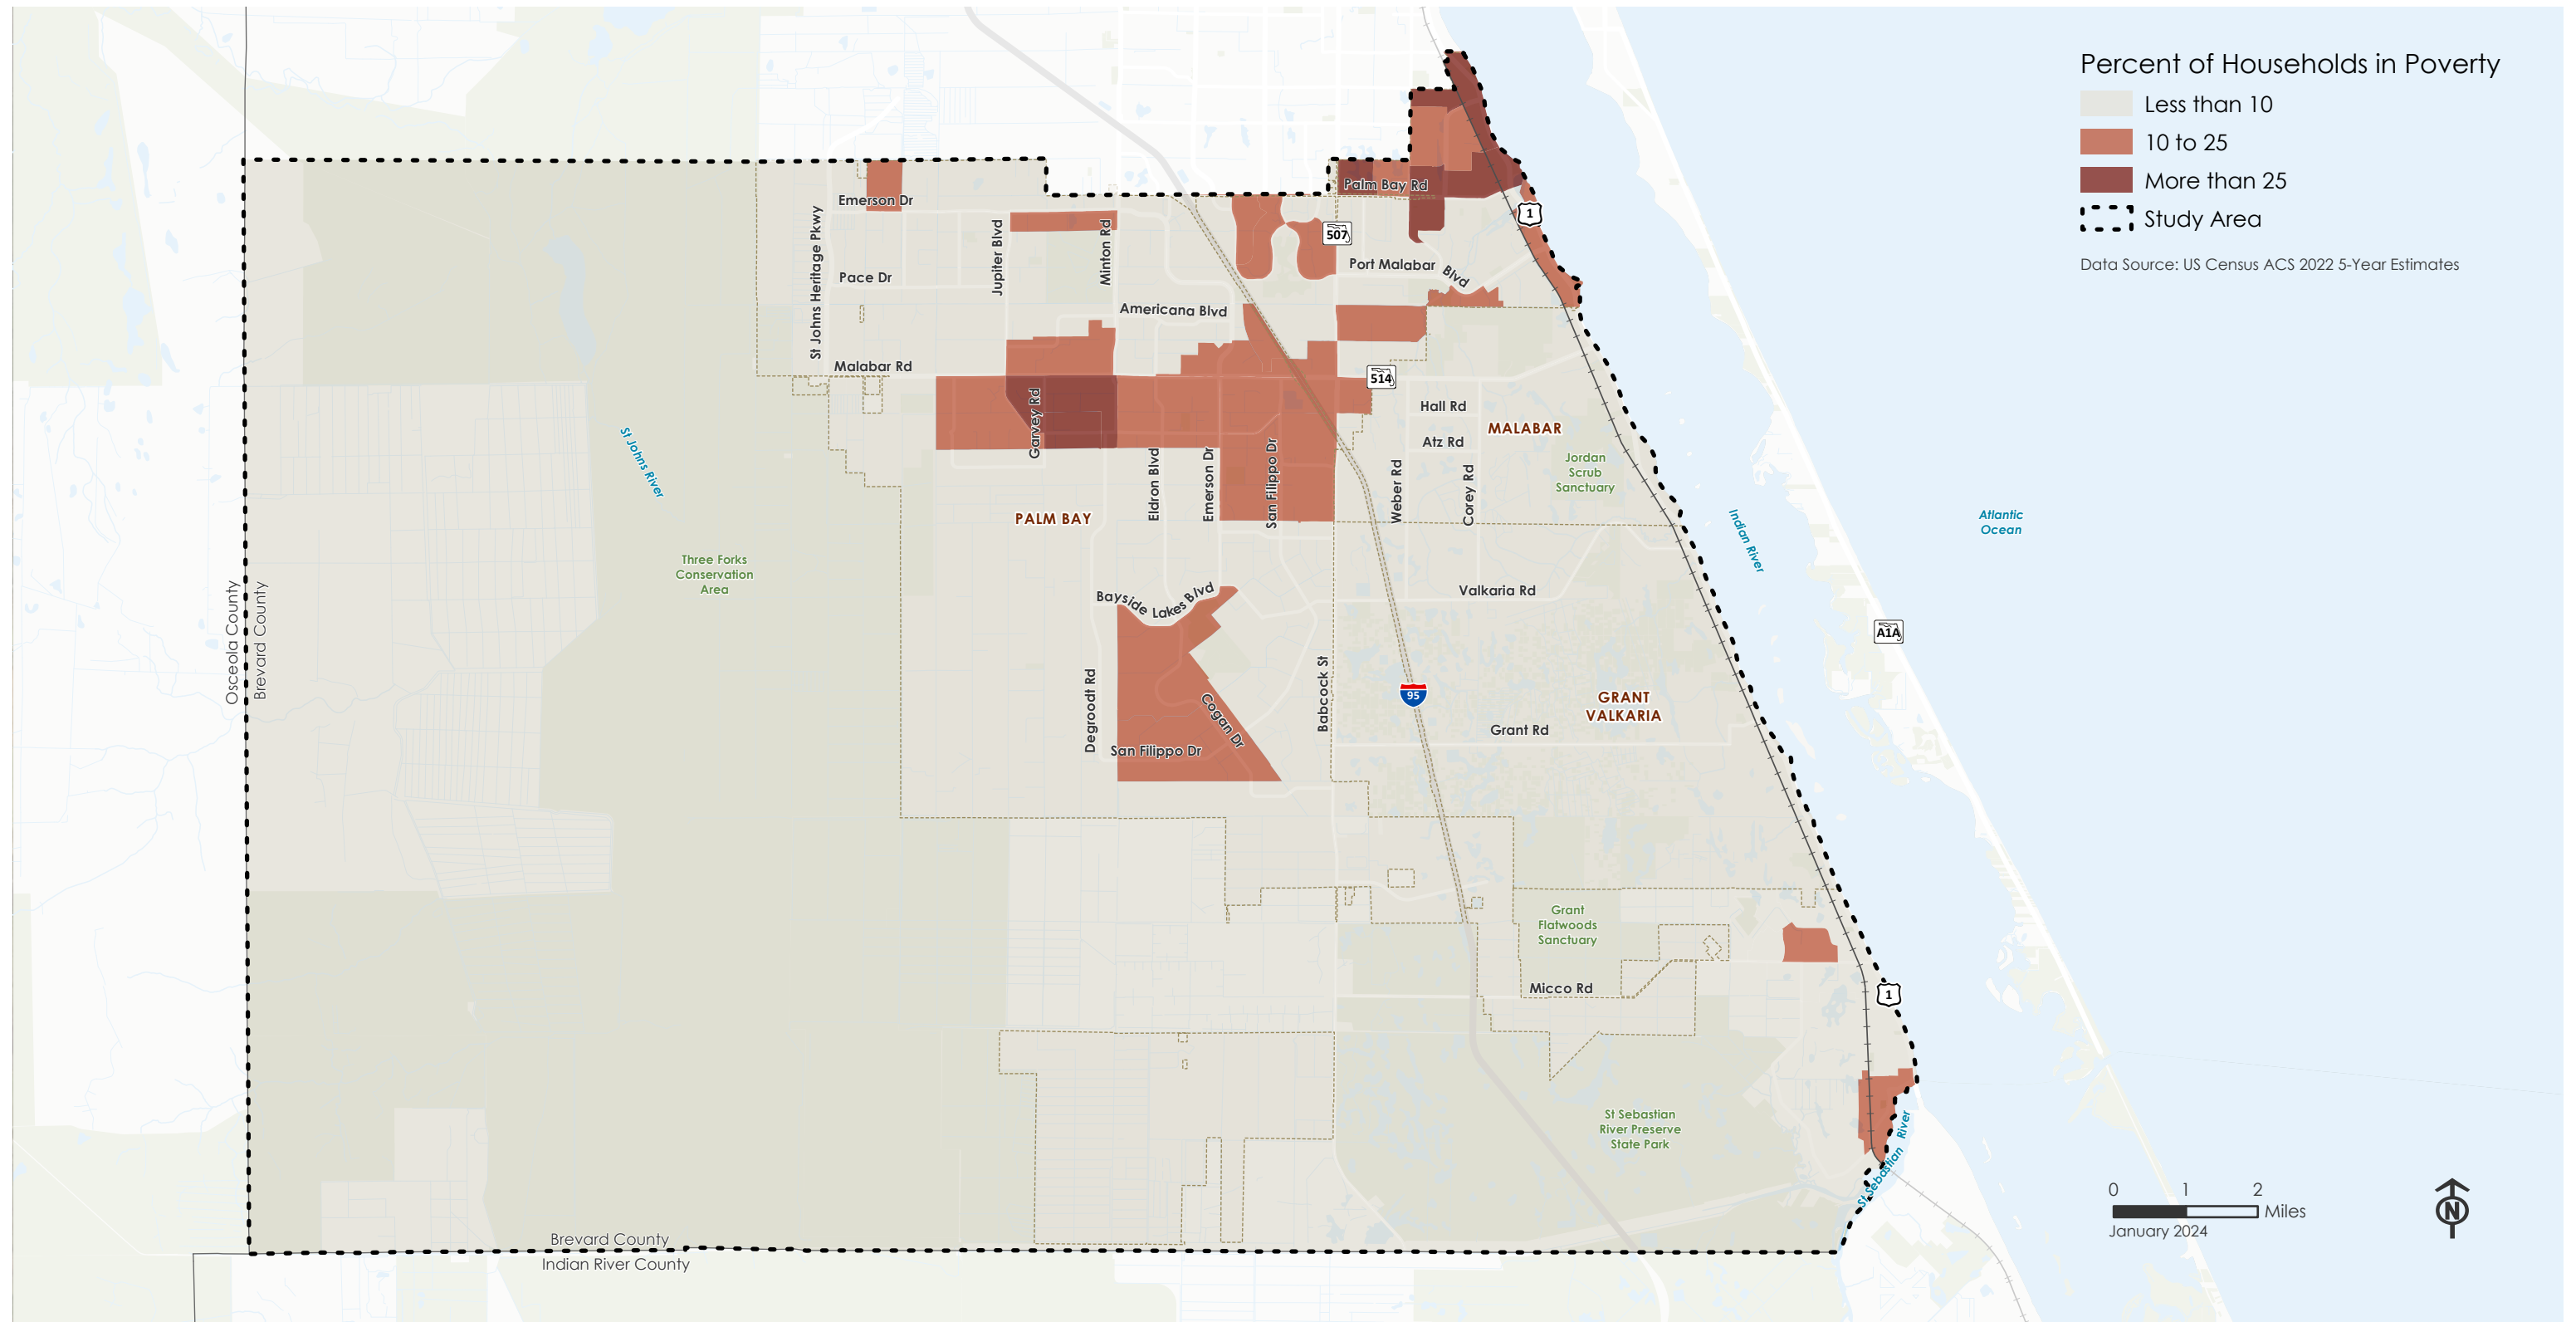 Percent of Households in Poverty
Less than 10
10 to 25
More than 25
Study Area
Data Source: US Census ACS 2022 5-Year Estimates
Palm Bay Rd
Emerson Dr
1
507
St Johns Heritage Pkwy
Jupiter Blvd
Minton Rd
Port Malabar Blvd
Pace Dr
Americana Blvd
Malabar Rd
514
Garvey Rd
Hall Rd
MALABAR
Atz Rd
St Johns River
Eldron Blvd
Emerson Dr
San Filippo Dr
Weber Rd
Corey Rd
Jordan
Scrub
Sanctuary
PALM BAY
Indian River
Atlantic
Ocean
Three Forks
Conservation
Area
Osceola County
Brevard County
Bayside Lakes Blvd
Valkaria Rd
A1A
Degroodt Rd
Cogan Dr
Babcock St
95
GRANT
VALKARIA
San Filippo Dr
Grant Rd
Grant
Flatwoods
Sanctuary
Micco Rd
1
St Sebastian
River Preserve
State Park
St Sebastian River
0 1 2
Miles
January 2024
N
Brevard County
Indian River County